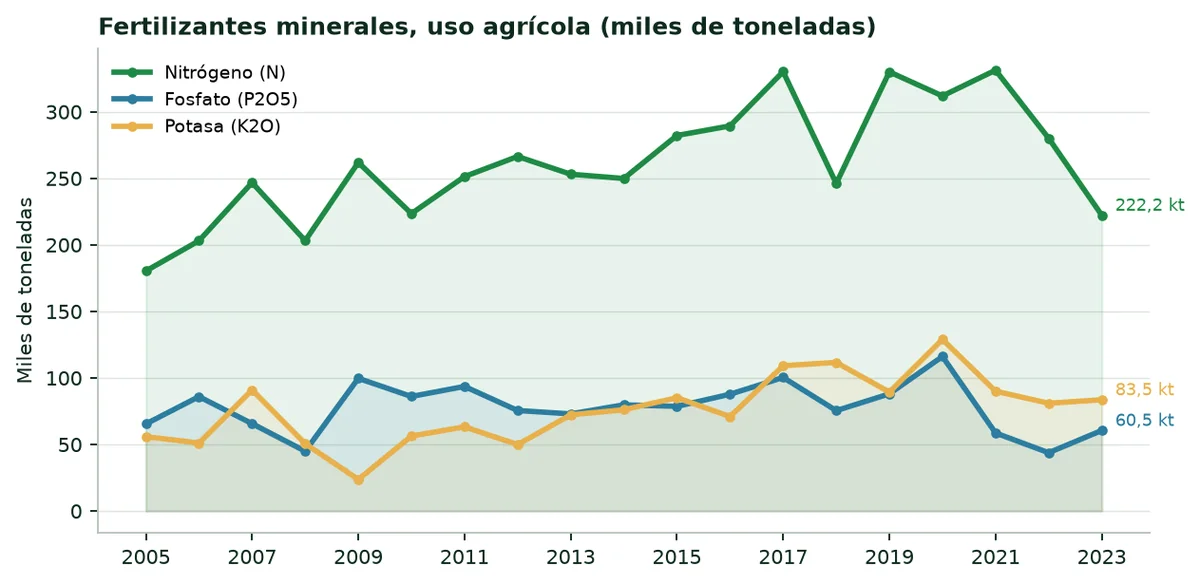 Fertilizantes minerales, uso agrícola (miles de toneladas)
Nitrógeno (N)
Fosfato (P2O5)
Potasa (K2O)
Miles de toneladas
300
250
200
150
100
50
0
222,2 kt
83,5 kt
60,5 kt
2005 2007 2009 2011 2013 2015 2017 2019 2021 2023